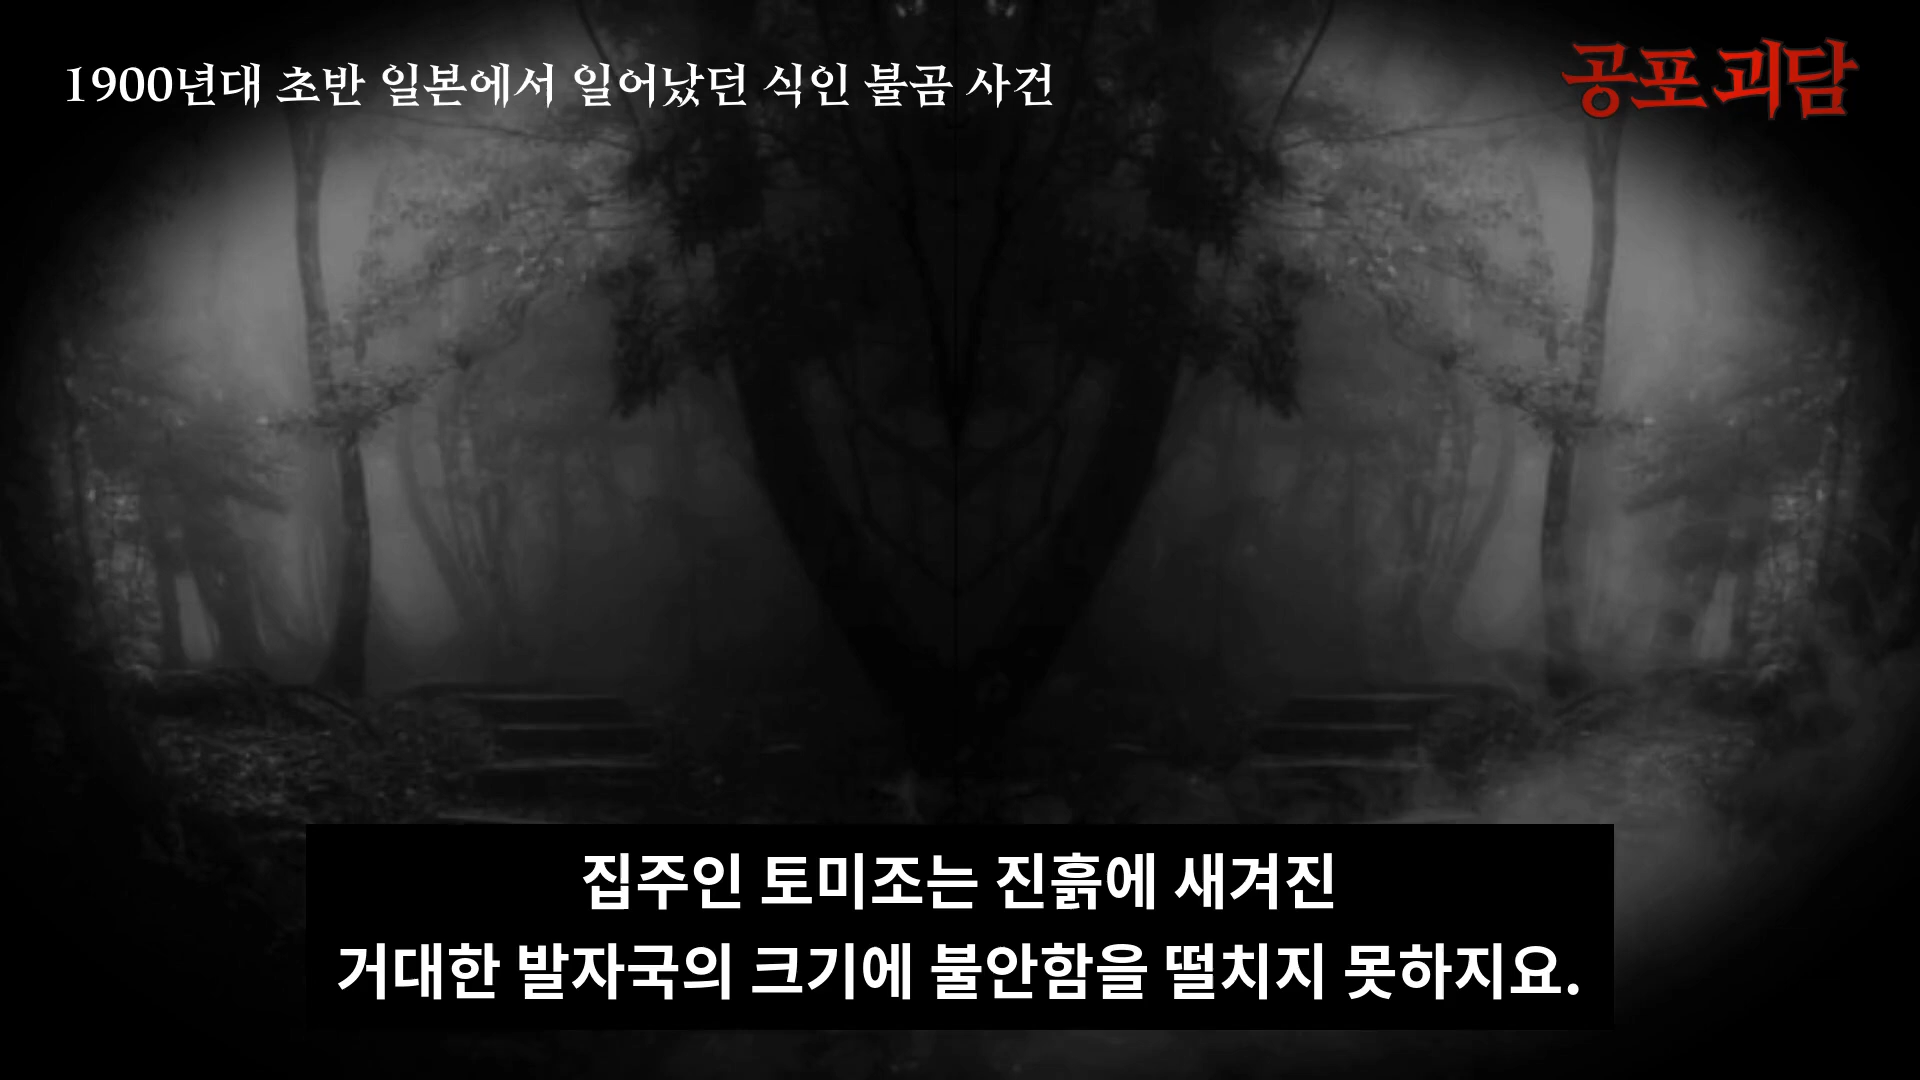 1900년대 초반 일본에서 일어났던 식인 불곰 사건
공포괴담
집주인 토미조는 진흙에 새겨진
거대한 발자국의 크기에 불안함을 떨치지 못하지요.